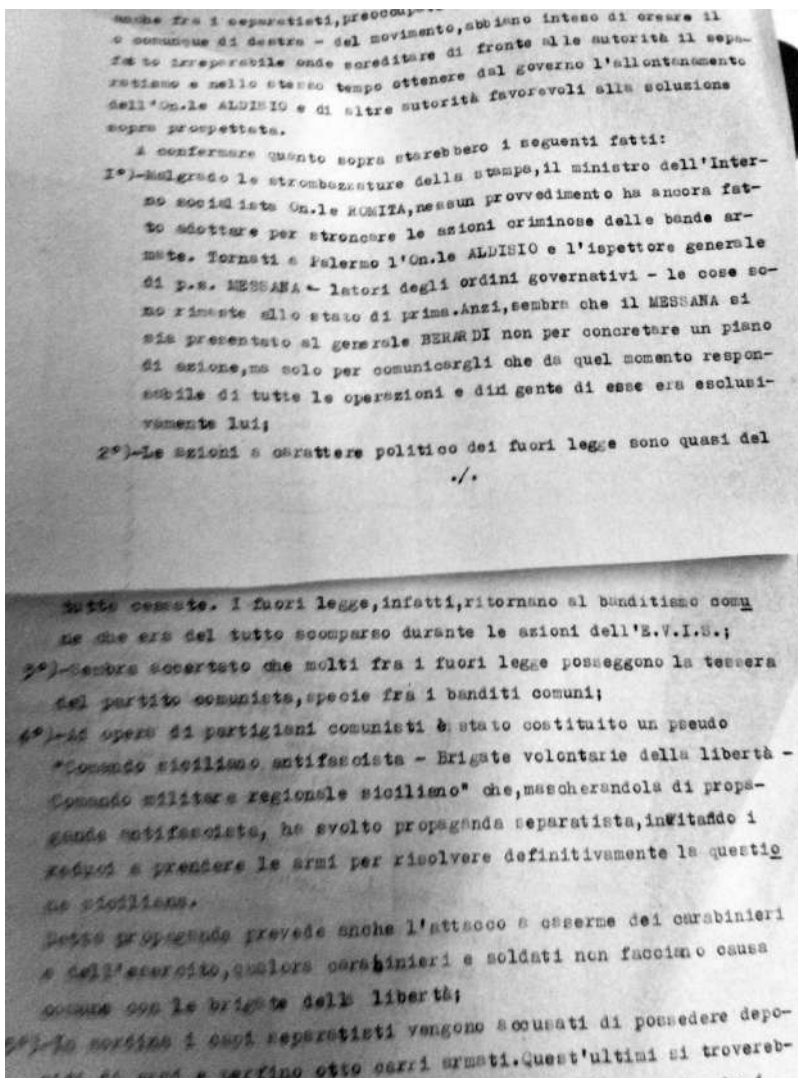 anche fra i separatisti,preoccupat
o comunque di destra - del movimento,abbiano inteso di creare il
fatto irreparabile onde screditare di fronte alle autorità il sepa-
ratismo e nello stesso tempo ottenere dal governo l'allontanamento
dell'On.le ALDISIO e di altre autorità favorevoli alla soluzione
sopra prospettata.
A confermare quanto sopra starebbero i seguenti fatti:
I°)-Malgrado le strombazzature della stampa,il ministro dell'Inter-
no socialista On.le ROMITA,nessun provvedimento ha ancora fat-
to adottare per stroncare le azioni criminose delle bande ar-
mate. Tornati a Palermo l'On.le ALDISIO e l'ispettore generale
di p.s. MESSANA - latori degli ordini governativi - le cose so-
no rimaste allo stato di prima.Anzi,sembra che il MESSANA si
sia presentato al generale BERARDI non per concretare un piano
di azione,ma solo per comunicargli che da quel momento respon-
sabile di tutte le operazioni e dirigente di esse era esclusi-
vamente lui;
2°)-Le azioni a carattere politico dei fuori legge sono quasi del
./.
tutto cessate. I fuori legge,infatti,ritornano al banditismo comu
ne che era del tutto scomparso durante le azioni dell'E.V.I.S.;
3°)-Sembra accertato che molti fra i fuori legge posseggono la tessera
del partito comunista,specie fra i banditi comuni;
4°)-Ad opera di partigiani comunisti è stato costituito un pseudo
"Comando siciliano antifascista - Brigate volontarie della libertà -
Comando militare regionale siciliano" che,mascherandola di propa-
ganda antifascista, ha svolto propaganda separatista,invitando i
reduci a prendere le armi per risolvere definitivamente la questio
ne siciliana.
Detta propaganda prevede anche l'attacco a caserme dei carabinieri
e dell'esercito,qualora carabinieri e soldati non facciano causa
comune con le brigate della libertà;
5°)-In sordina i capi separatisti vengono accusati di possedere depo-
siti di armi e perfino otto carri armati.Quest'ultimi si trovereb-